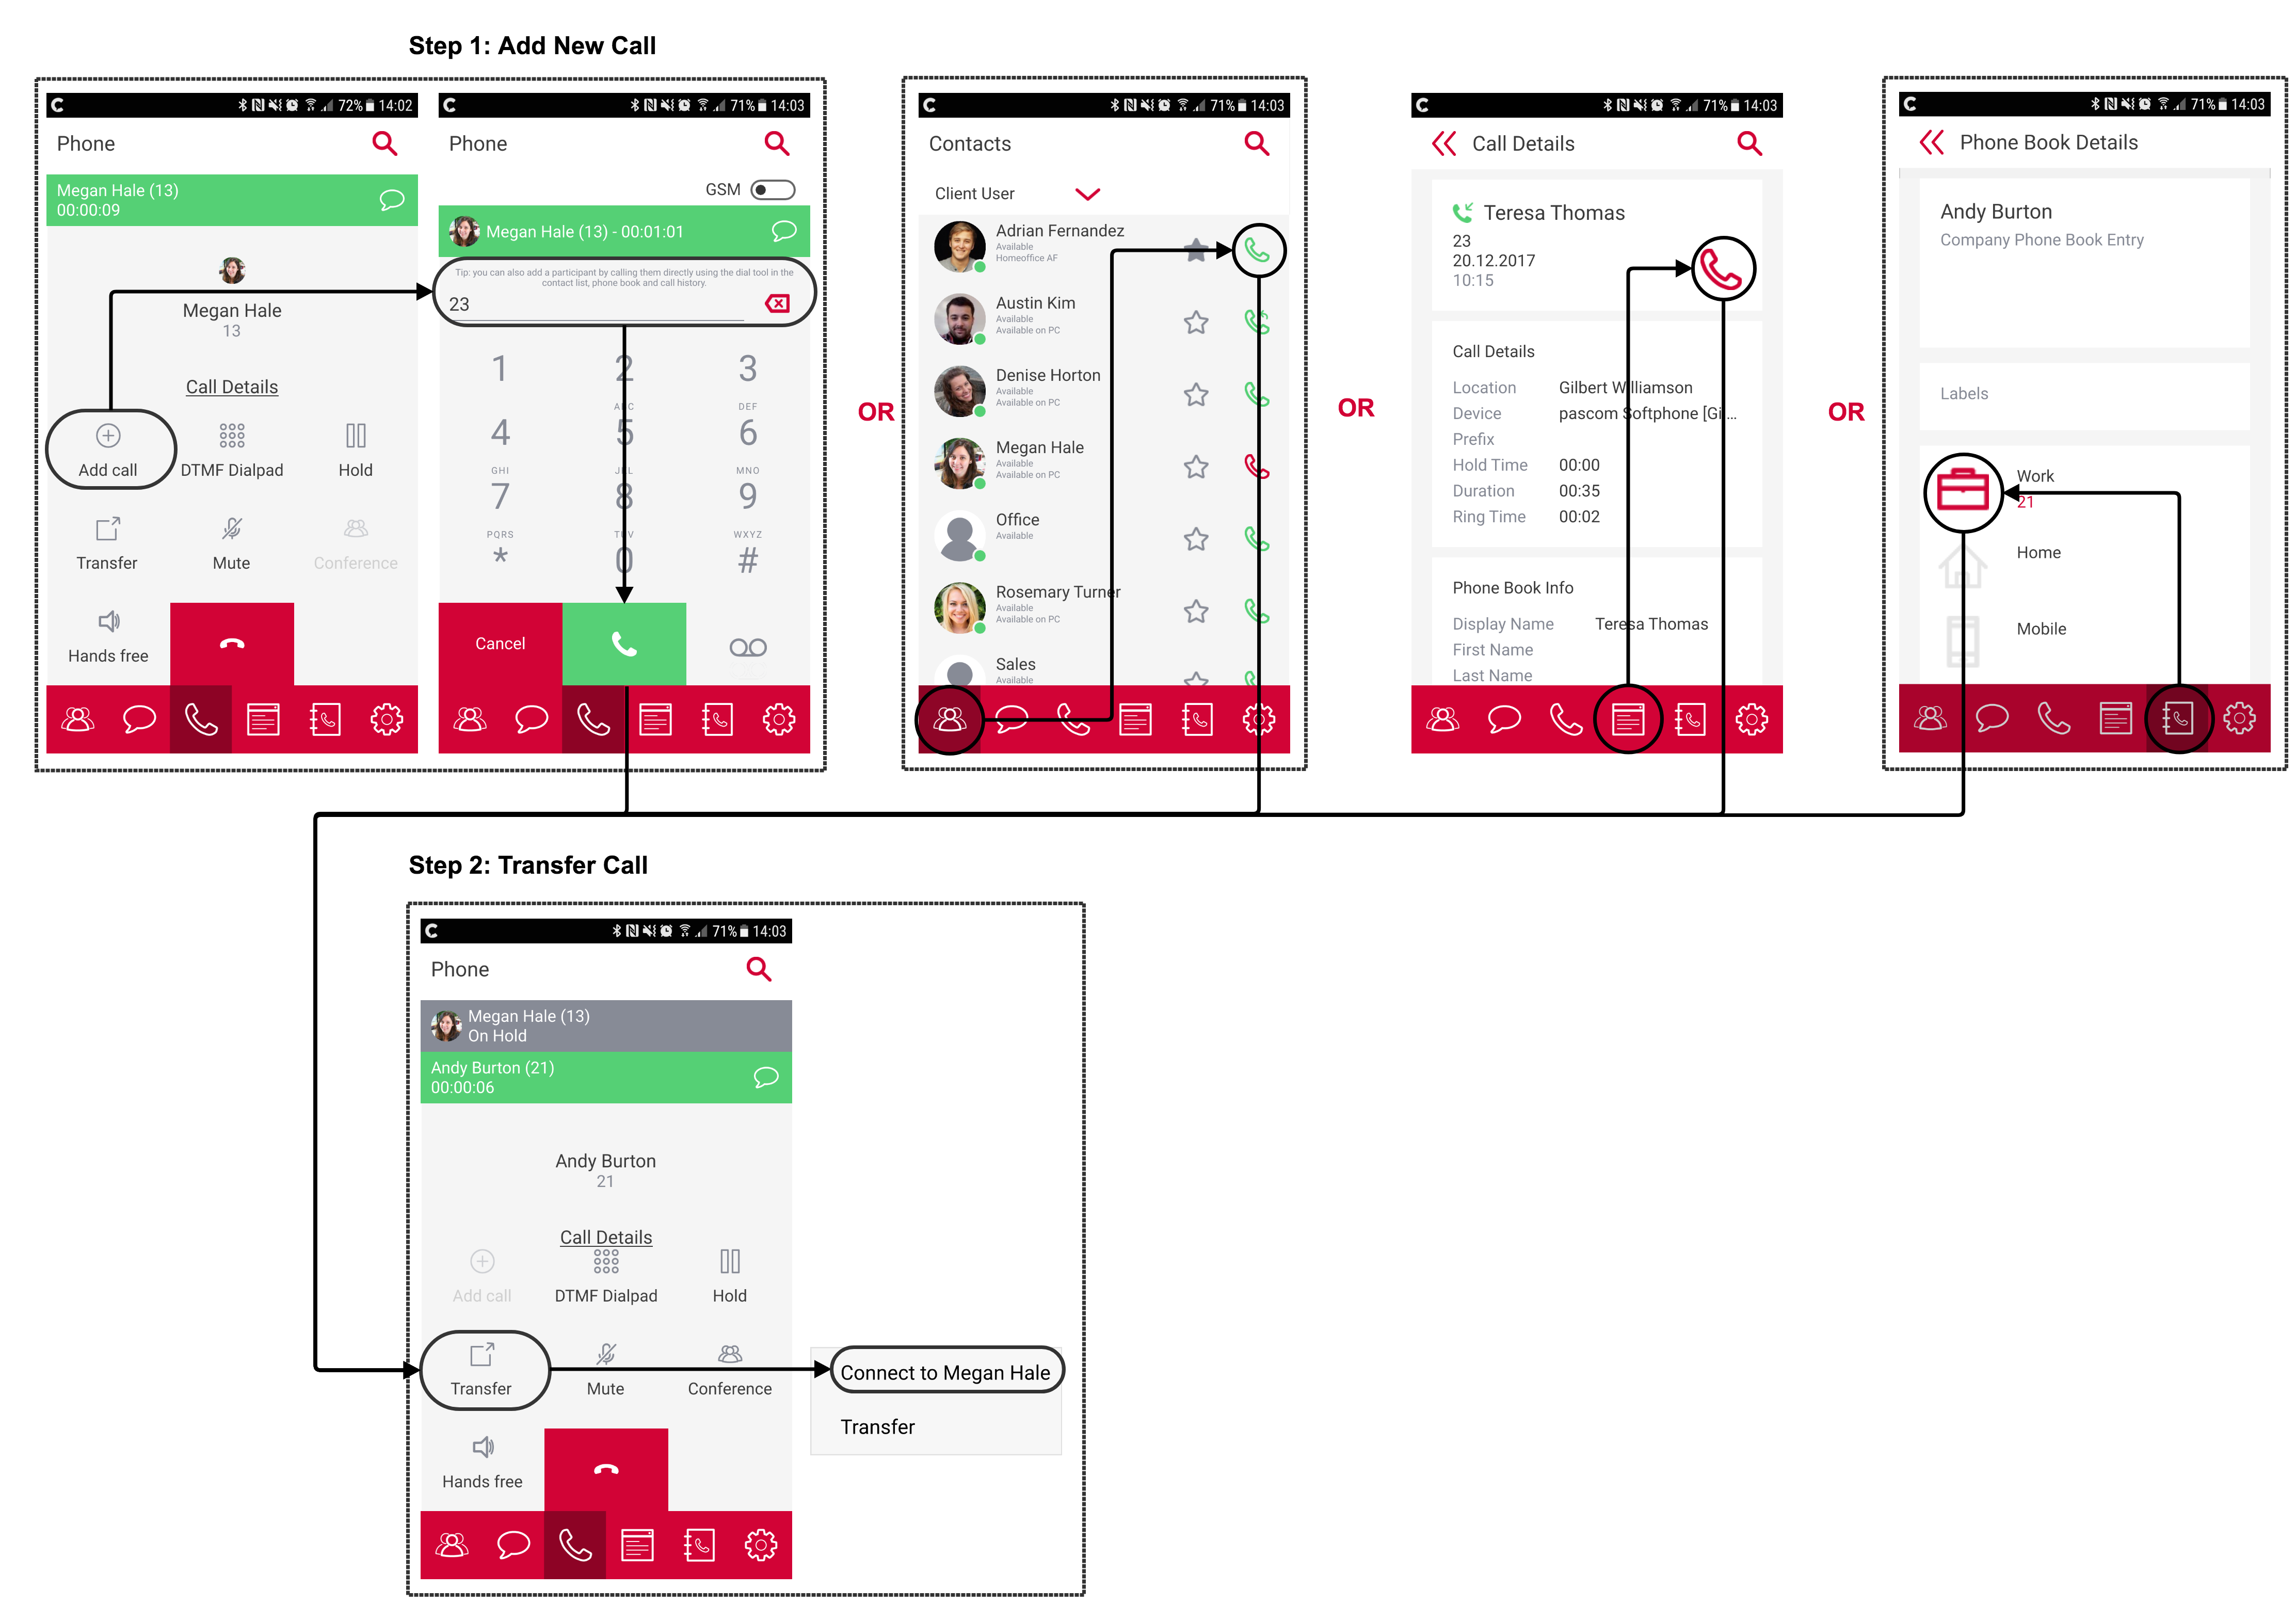 Step 1: Add New Call
72% 14:02
Phone
Megan Hale (13)
00:00:09
Megan Hale
13
Call Details
Add call
DTMF Dialpad
Hold
Transfer
Mute
Conference
Hands free
71% 14:03
Phone
GSM
Megan Hale (13) - 00:01:01
Tip: you can also add a participant by calling them directly using the dial tool in the
contact list, phone book and call history.
23
1 2 3
ABC DEF
4 5 6
GHI JKL MNO
7 8 9
PQRS TUV WXYZ
* 0 #
Cancel
OR
71% 14:03
Contacts
Client User
Adrian Fernandez
Available
Homeoffice AF
Austin Kim
Available
Available on PC
Denise Horton
Available
Available on PC
Megan Hale
Available
Available on PC
Office
Available
Rosemary Turner
Available
Available on PC
Sales
Available
OR
71% 14:03
Call Details
Teresa Thomas
23
20.12.2017
10:15
Call Details
Location Gilbert Williamson
Device pascom Softphone [Gi...
Prefix
Hold Time 00:00
Duration 00:35
Ring Time 00:02
Phone Book Info
Display Name Teresa Thomas
First Name
Last Name
OR
71% 14:03
Phone Book Details
Andy Burton
Company Phone Book Entry
Labels
Work
21
Home
Mobile
Step 2: Transfer Call
71% 14:03
Phone
Megan Hale (13)
On Hold
Andy Burton (21)
00:00:06
Andy Burton
21
Call Details
Add call
DTMF Dialpad
Hold
Transfer
Mute
Conference
Hands free
Connect to Megan Hale
Transfer